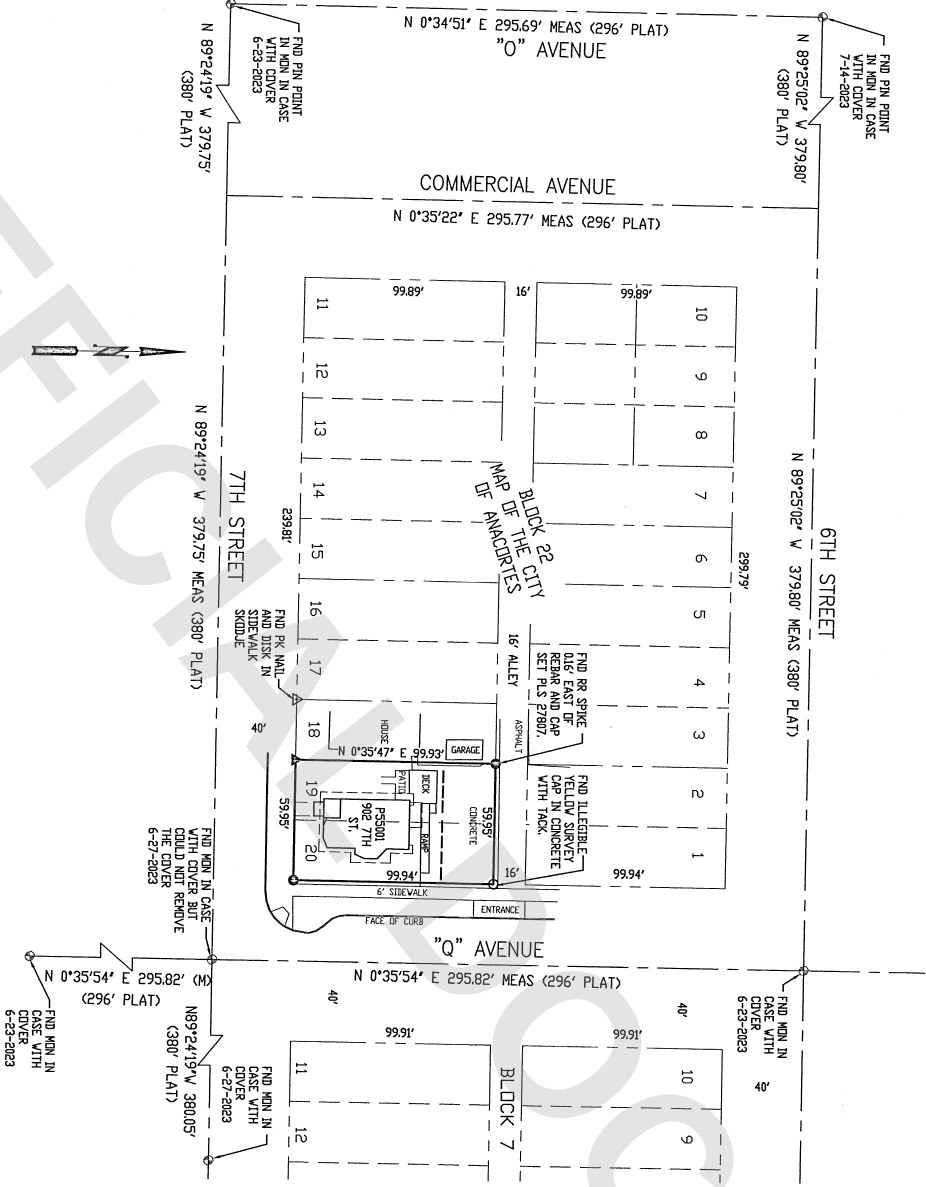 N 0°34'51" E 295.69' MEAS (296' PLAT)
"O" AVENUE
FND PIN POINT
IN MON IN CASE
WITH COVER
7-14-2023
N 89°25'02" W 379.80'
(380' PLAT)
FND PIN POINT
IN MON IN CASE
WITH COVER
6-23-2023
N 89°24'19" W 379.75'
(380' PLAT)
COMMERCIAL AVENUE
N 0°35'22" E 295.77' MEAS (296' PLAT)
6TH STREET
N 89°25'02" W 379.80' MEAS (380' PLAT)
299.79'
99.89'
16'
99.89'
10
9
8
7
6
5
4
3
2
1
99.94'
BLOCK 22
MAP OF THE CITY
OF ANACORTES
16' ALLEY
ASPHALT
16'
11
12
13
14
15
16
17
18
19
20
239.81'
7TH STREET
N 89°24'19" W 379.75' MEAS (380' PLAT)
FND PK NAIL
AND DISK IN
SIDEWALK
SKODJE
FND RR SPIKE
0.16' EAST OF
REBAR AND CAP
SET PLS 27807.
FND ILLEGIBLE
YELLOW SURVEY
CAP IN CONCRETE
WITH TACK.
40'
HOUSE
GARAGE
N 0°35'47" E 99.93'
59.95'
CONCRETE
DECK
PATIO
RAMP
P55001
902 7TH
ST.
59.95'
99.94'
6' SIDEWALK
ENTRANCE
FACE OF CURB
FND MON IN CASE
WITH COVER BUT
COULD NOT REMOVE
THE COVER
6-27-2023
"Q" AVENUE
N 0°35'54" E 295.82' MEAS (296' PLAT)
N 0°35'54" E 295.82' (M)
(296' PLAT)
FND MON IN
CASE WITH
COVER
6-23-2023
FND MON IN
CASE WITH
COVER
6-23-2023
40'
40'
40'
N89°24'19"W 380.05'
(380' PLAT)
FND MON IN
CASE WITH
COVER
6-27-2023
99.91'
99.91'
11
12
BLOCK 7
10
9
FICIAL DOC